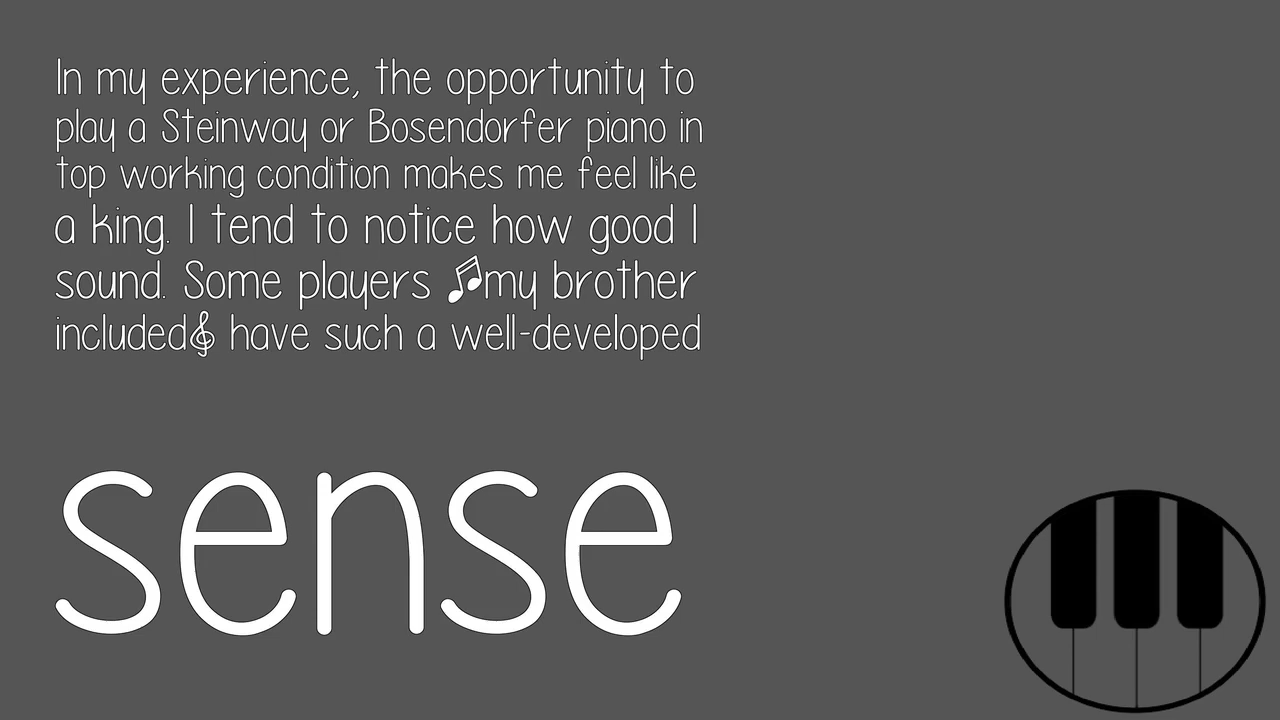 In my experience, the opportunity to
play a Steinway or Bosendorfer piano in
top working condition makes me feel like
a king. I tend to notice how good I
sound. Some players 🎵my brother
included𝄞 have such a well-developed
sense